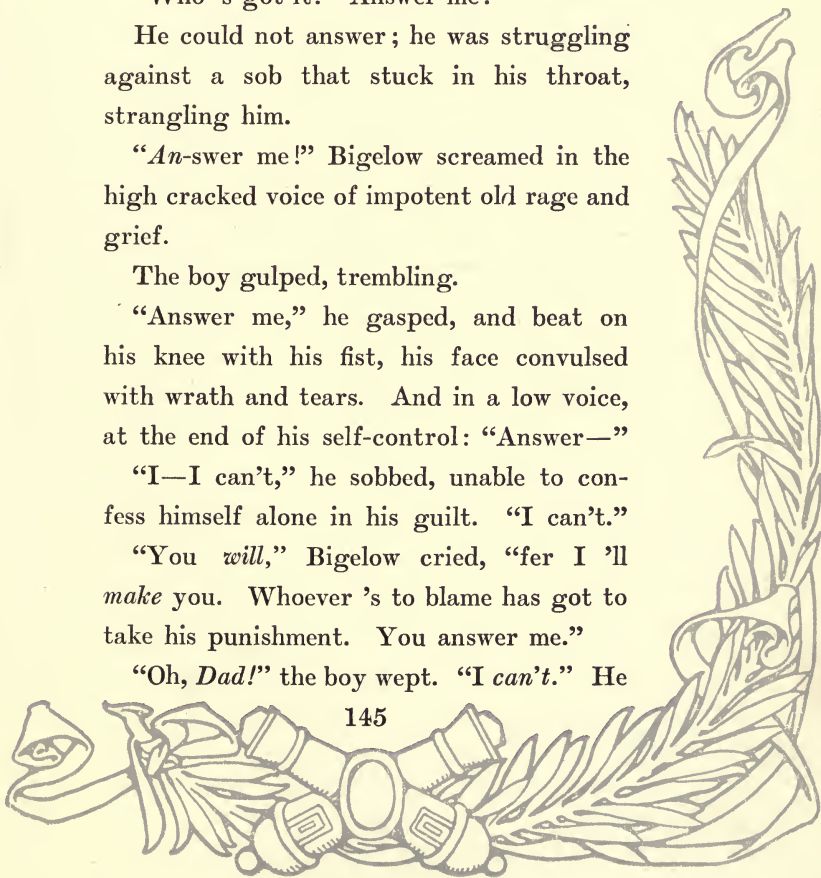 "Who 's got it? Answer me!"
He could not answer; he was struggling
against a sob that stuck in his throat,
strangling him.
"An-swer me!" Bigelow screamed in the
high cracked voice of impotent old rage and
grief.
The boy gulped, trembling.
"Answer me," he gasped, and beat on
his knee with his fist, his face convulsed
with wrath and tears. And in a low voice,
at the end of his self-control: "Answer—"
"I—I can't," he sobbed, unable to con-
fess himself alone in his guilt. "I can't."
"You will," Bigelow cried, "fer I 'll
make you. Whoever 's to blame has got to
take his punishment. You answer me."
"Oh, Dad!" the boy wept. "I can't." He
145